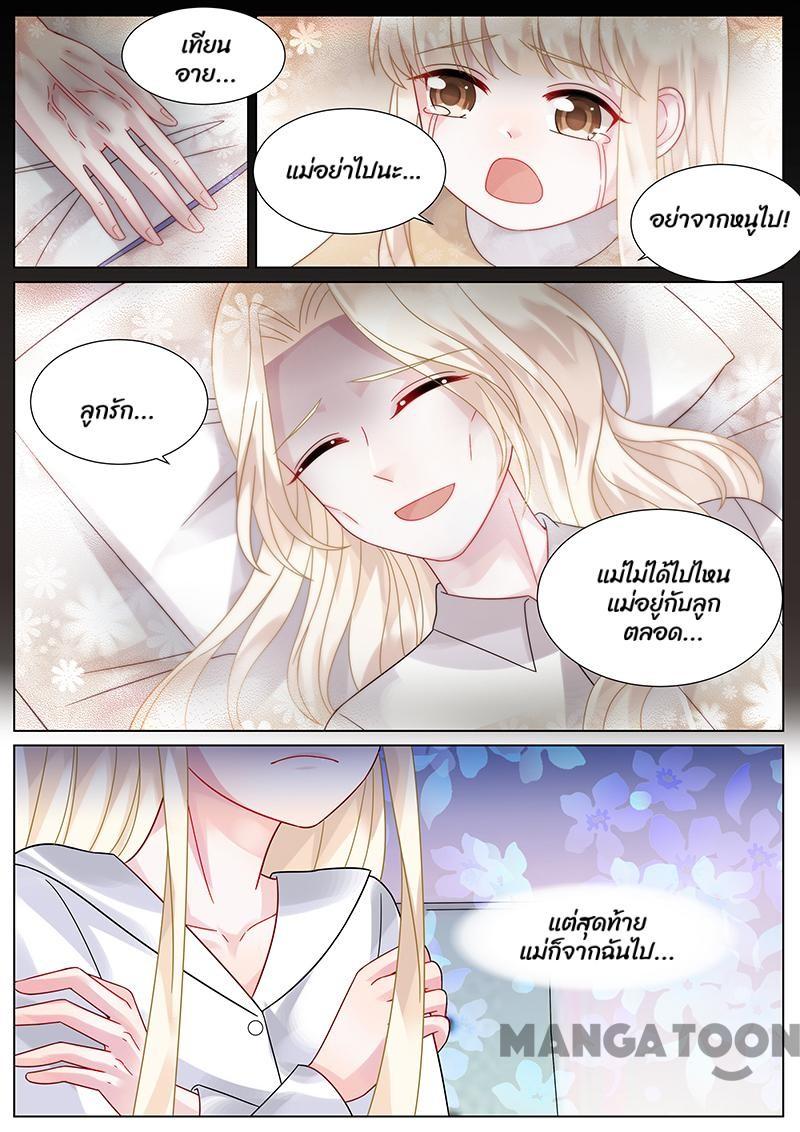 เทียน
อาย...
แม่อย่าไปนะ...
อย่าจากหนูไป!
ลูกรัก...
แม่ไม่ได้ไปไหน
แม่อยู่กับลูก
ตลอด...
แต่สุดท้าย
แม่ก็จากฉันไป...
MANGATOON